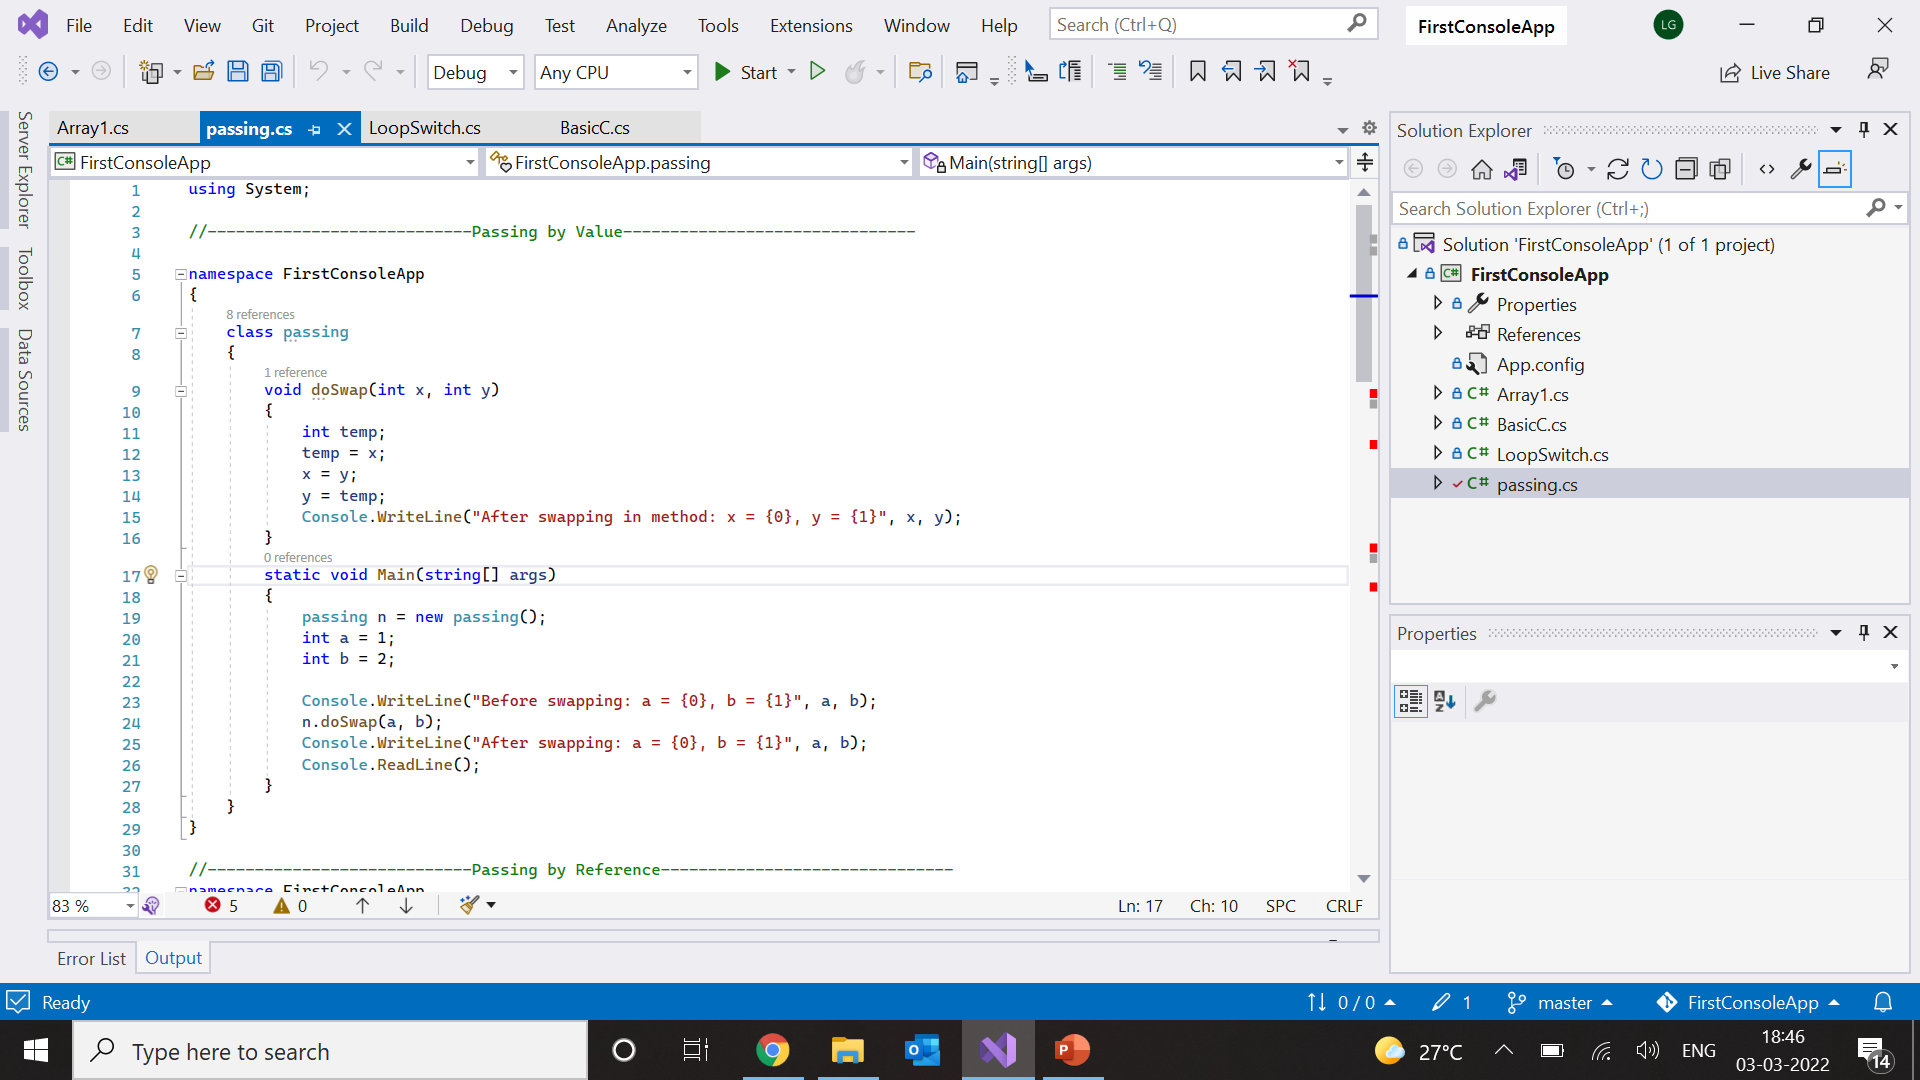 File Edit View Git Project Build Debug Test Analyze Tools Extensions Window Help Search (Ctrl+Q) FirstConsoleApp LG
Debug Any CPU Start Live Share
Server Explorer
Toolbox
Data Sources
Array1.cs passing.cs LoopSwitch.cs BasicC.cs
FirstConsoleApp FirstConsoleApp.passing Main(string[] args)
1 using System;
2
3 //----------------------------Passing by Value-------------------------------
4
5 namespace FirstConsoleApp
6 {
8 references
7 class passing
8 {
1 reference
9 void doSwap(int x, int y)
10 {
11 int temp;
12 temp = x;
13 x = y;
14 y = temp;
15 Console.WriteLine("After swapping in method: x = {0}, y = {1}", x, y);
16 }
0 references
17 static void Main(string[] args)
18 {
19 passing n = new passing();
20 int a = 1;
21 int b = 2;
22
23 Console.WriteLine("Before swapping: a = {0}, b = {1}", a, b);
24 n.doSwap(a, b);
25 Console.WriteLine("After swapping: a = {0}, b = {1}", a, b);
26 Console.ReadLine();
27 }
28 }
29 }
30
31 //----------------------------Passing by Reference-------------------------------
32 namespace FirstConsoleApp
83 % 5 0 Ln: 17 Ch: 10 SPC CRLF
Error List Output
Solution Explorer
Search Solution Explorer (Ctrl+;)
Solution 'FirstConsoleApp' (1 of 1 project)
C# FirstConsoleApp
Properties
References
App.config
C# Array1.cs
C# BasicC.cs
C# LoopSwitch.cs
C# passing.cs
Properties
Ready 0 / 0 1 master FirstConsoleApp
Type here to search 27°C ENG 18:46
03-03-2022 14